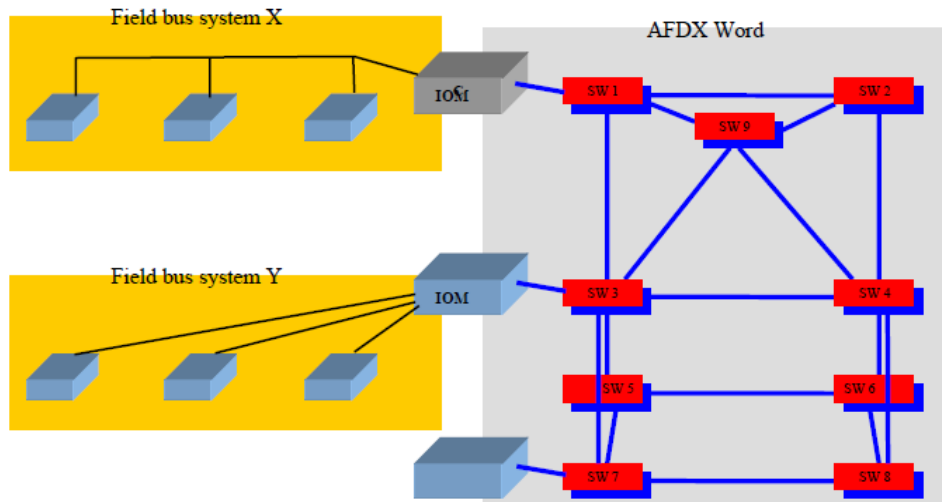 Field bus system X
AFDX Word
IOM
C
SW 1
SW 2
SW 9
Field bus system Y
IOM
SW 3
SW 4
SW 5
SW 6
SW 7
SW 8